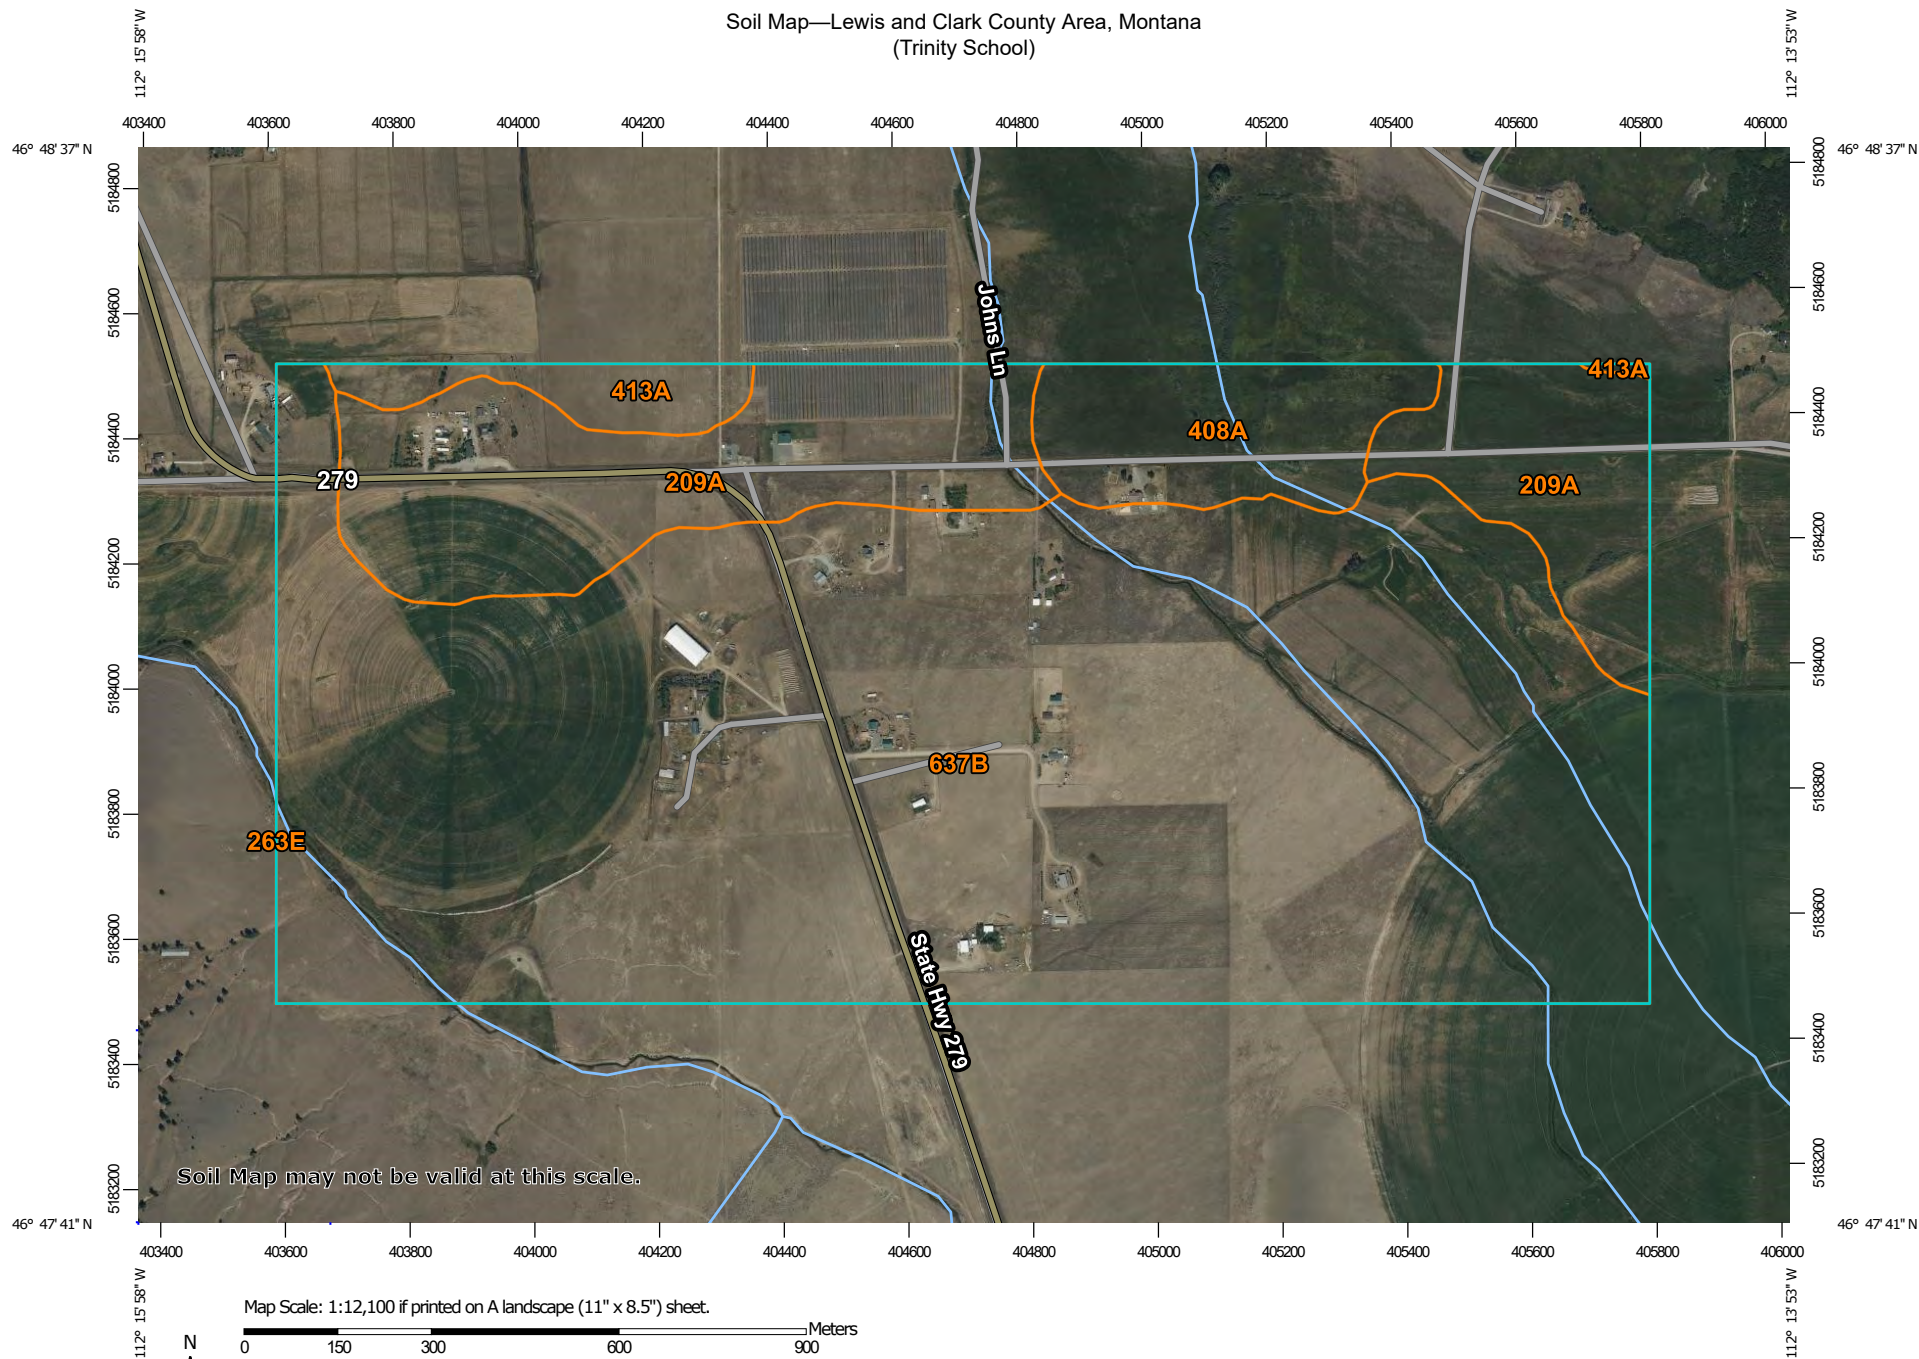 Soil Map—Lewis and Clark County Area, Montana
(Trinity School)
112° 15' 58" W
112° 13' 53" W
403400 403600 403800 404000 404200 404400 404600 404800 405000 405200 405400 405600 405800 406000
46° 48' 37" N
46° 48' 37" N
5184800
5184600
5184400
5184200
5184000
5183800
5183600
5183400
5183200
5184800
5184600
5184400
5184200
5184000
5183800
5183600
5183400
5183200
Johns Ln
413A
413A
408A
279
209A
209A
637B
263E
State Hwy 279
Soil Map may not be valid at this scale.
46° 47' 41" N
46° 47' 41" N
403400 403600 403800 404000 404200 404400 404600 404800 405000 405200 405400 405600 405800 406000
112° 15' 58" W
112° 13' 53" W
Map Scale: 1:12,100 if printed on A landscape (11" x 8.5") sheet.
Meters
N
0 150 300 600 900